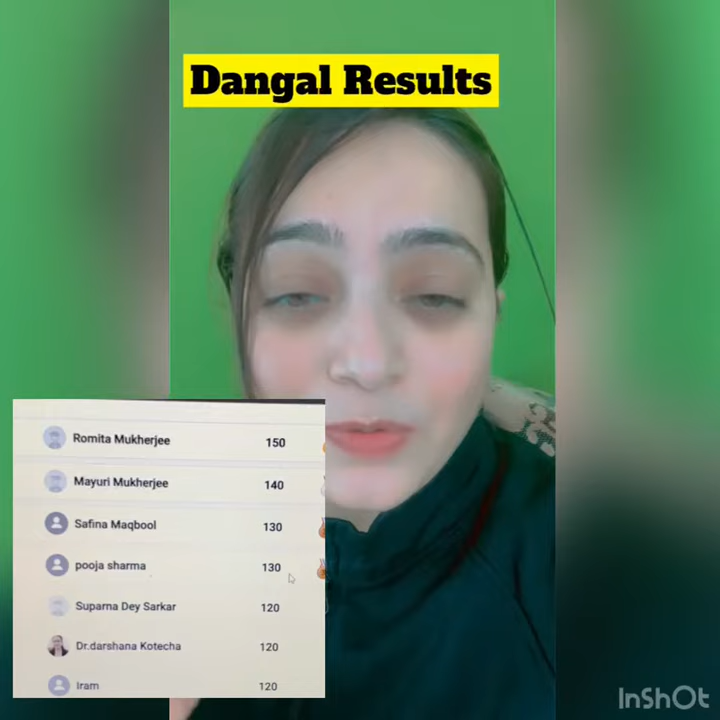 Dangal Results
Romita Mukherjee 150
Mayuri Mukherjee 140
Safina Maqbool 130
pooja sharma 130
Suparna Dey Sarkar 120
Dr.darshana Kotecha 120
Iram 120
InShOt